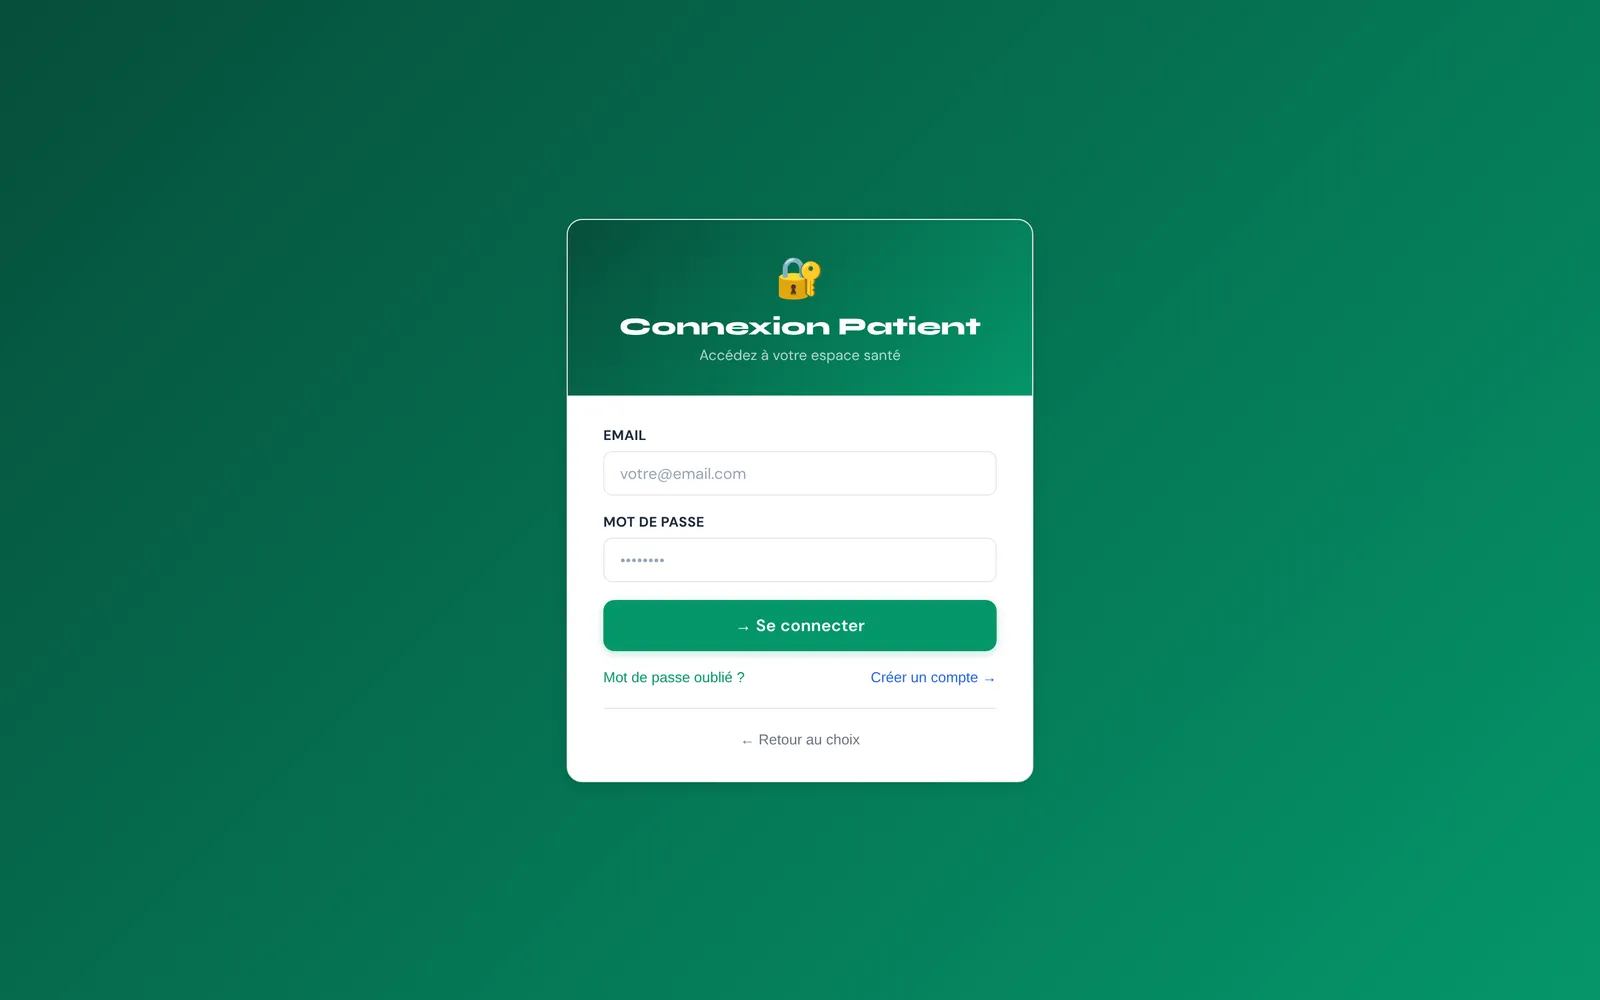 Connexion Patient
Accédez à votre espace santé
EMAIL
votre@email.com
MOT DE PASSE
••••••••
→ Se connecter
Mot de passe oublié ?
Créer un compte →
← Retour au choix